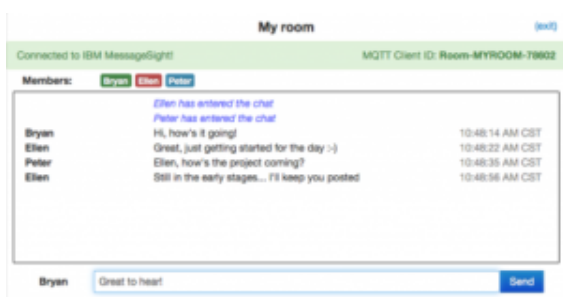 My room (exit)
Connected to IBM MessageSight! MQTT Client ID: Room-MYROOM-78602
Members: Bryan Ellen Peter
Ellen has entered the chat
Peter has entered the chat
Bryan Hi, how's it going! 10:48:14 AM CST
Ellen Great, just getting started for the day :-) 10:48:22 AM CST
Peter Ellen, how's the project coming? 10:48:35 AM CST
Ellen Still in the early stages... I'll keep you posted 10:48:56 AM CST
Bryan Great to hear! Send